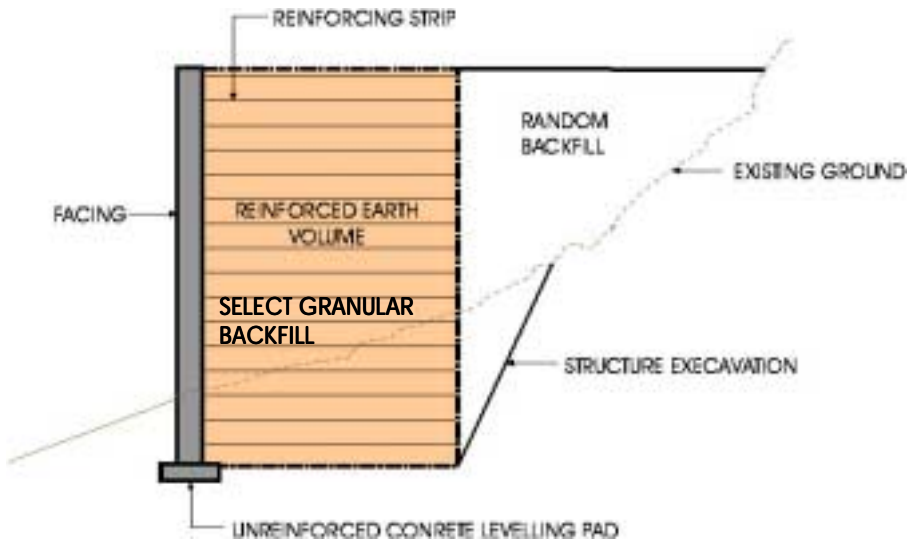 REINFORCING STRIP
RANDOM
BACKFILL
EXISTING GROUND
FACING
REINFORCED EARTH
VOLUME
SELECT GRANULAR
BACKFILL
STRUCTURE EXECAVATION
UNREINFORCED CONRETE LEVELLING PAD